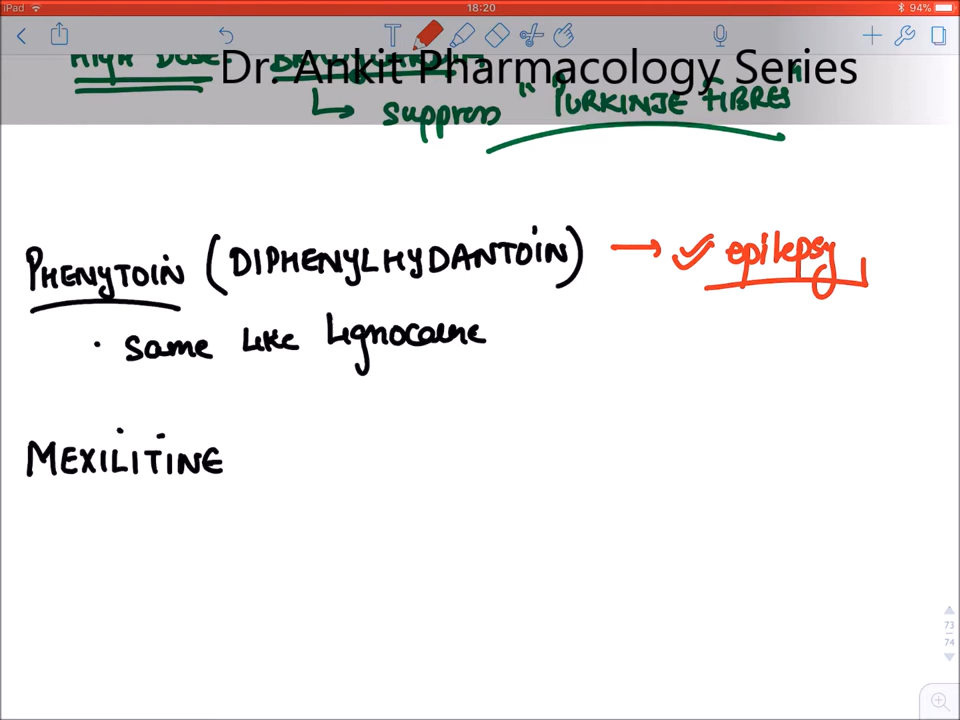 iPad 18:20 94%
HIGH DOSE:
Dr. Ankit Pharmacology Series
suppress "PURKINJE FIBRES"
PHENYTOIN (DIPHENYLHYDANTOIN) → ✓ epilepsy
• same like Lignocaine
MEXILITINE
73
74